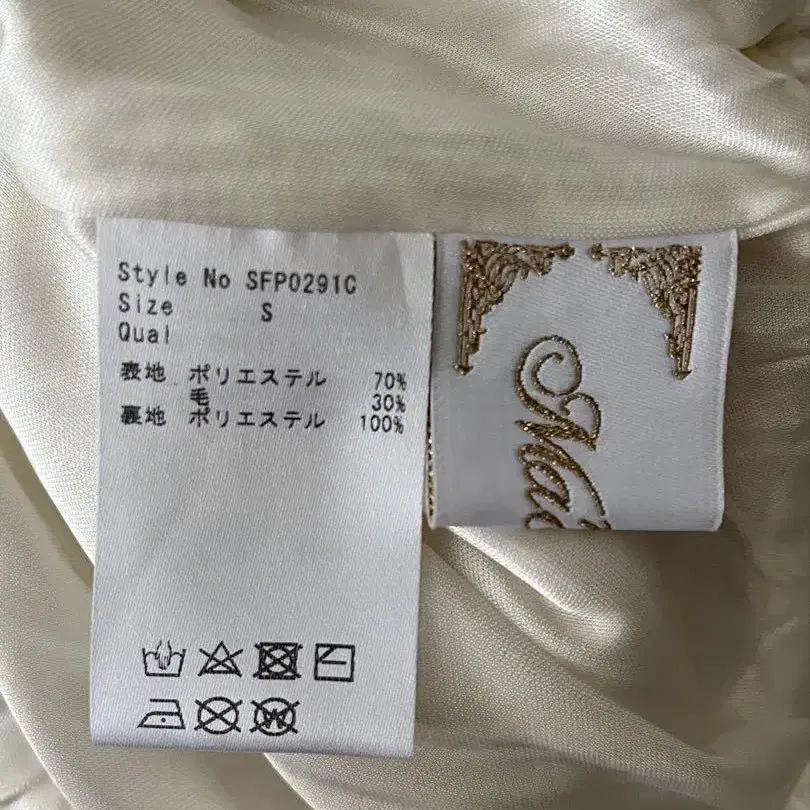 Style No SFP0291C
Size S
Qual
表地 ポリエステル 70%
毛 30%
裏地 ポリエステル 100%
W